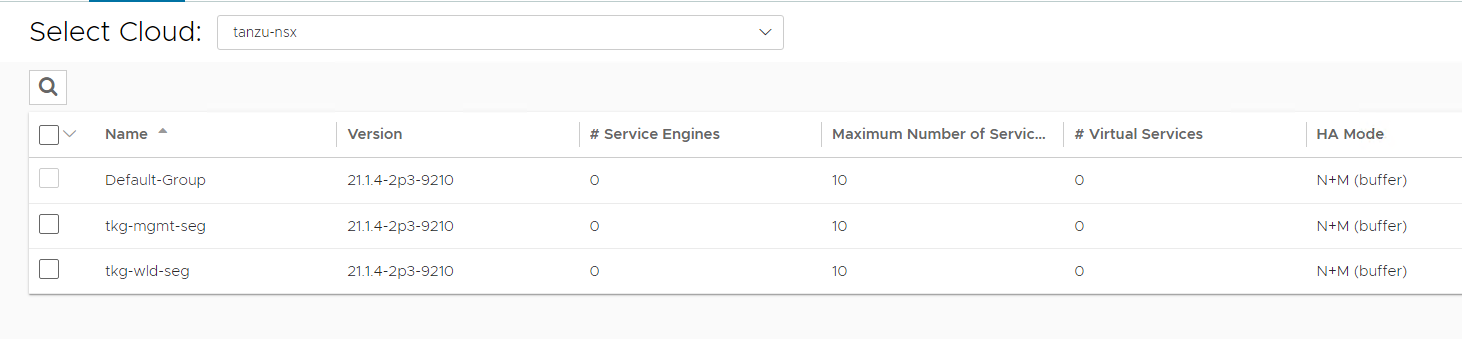 Select Cloud: tanzu-nsx
Name Version # Service Engines Maximum Number of Servic... # Virtual Services HA Mode
Default-Group 21.1.4-2p3-9210 0 10 0 N+M (buffer)
tkg-mgmt-seg 21.1.4-2p3-9210 0 10 0 N+M (buffer)
tkg-wld-seg 21.1.4-2p3-9210 0 10 0 N+M (buffer)